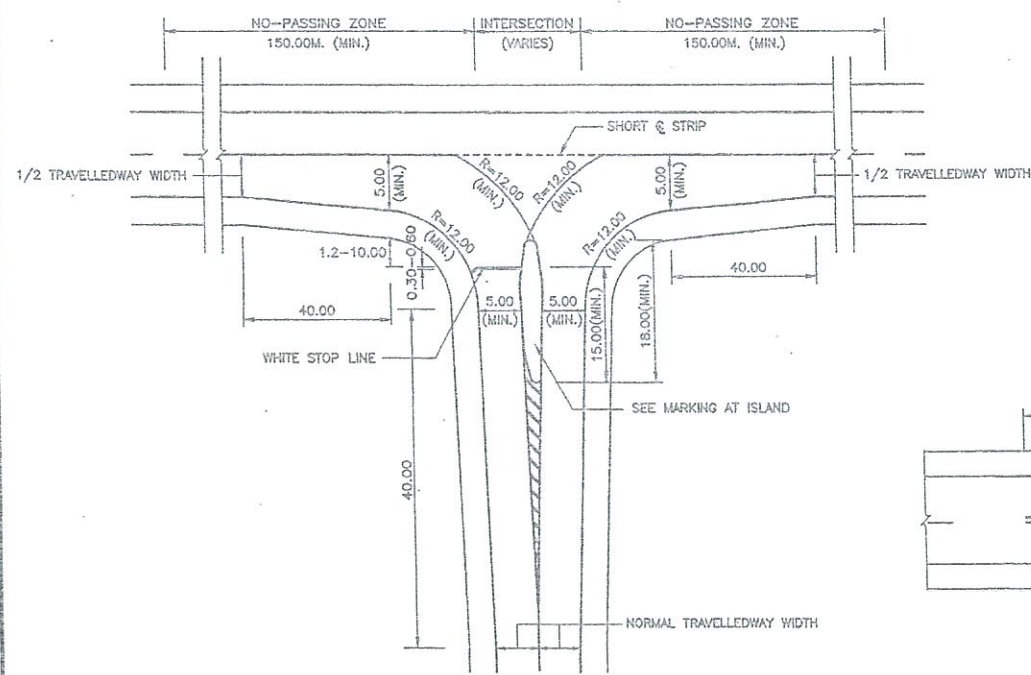 NO-PASSING ZONE
150.00M. (MIN.)
INTERSECTION
(VARIES)
NO-PASSING ZONE
150.00M. (MIN.)
SHORT ℄ STRIP
1/2 TRAVELLEDWAY WIDTH
5.00
(MIN.)
R=12.00
(MIN.)
R=12.00
(MIN.)
5.00
(MIN.)
1/2 TRAVELLEDWAY WIDTH
R=12.00
(MIN.)
R=12.00
(MIN.)
1.2-10.00
0.30-0.60
40.00
40.00
5.00
(MIN.)
5.00
(MIN.)
15.00(MIN.)
18.00(MIN.)
WHITE STOP LINE
SEE MARKING AT ISLAND
40.00
NORMAL TRAVELLEDWAY WIDTH